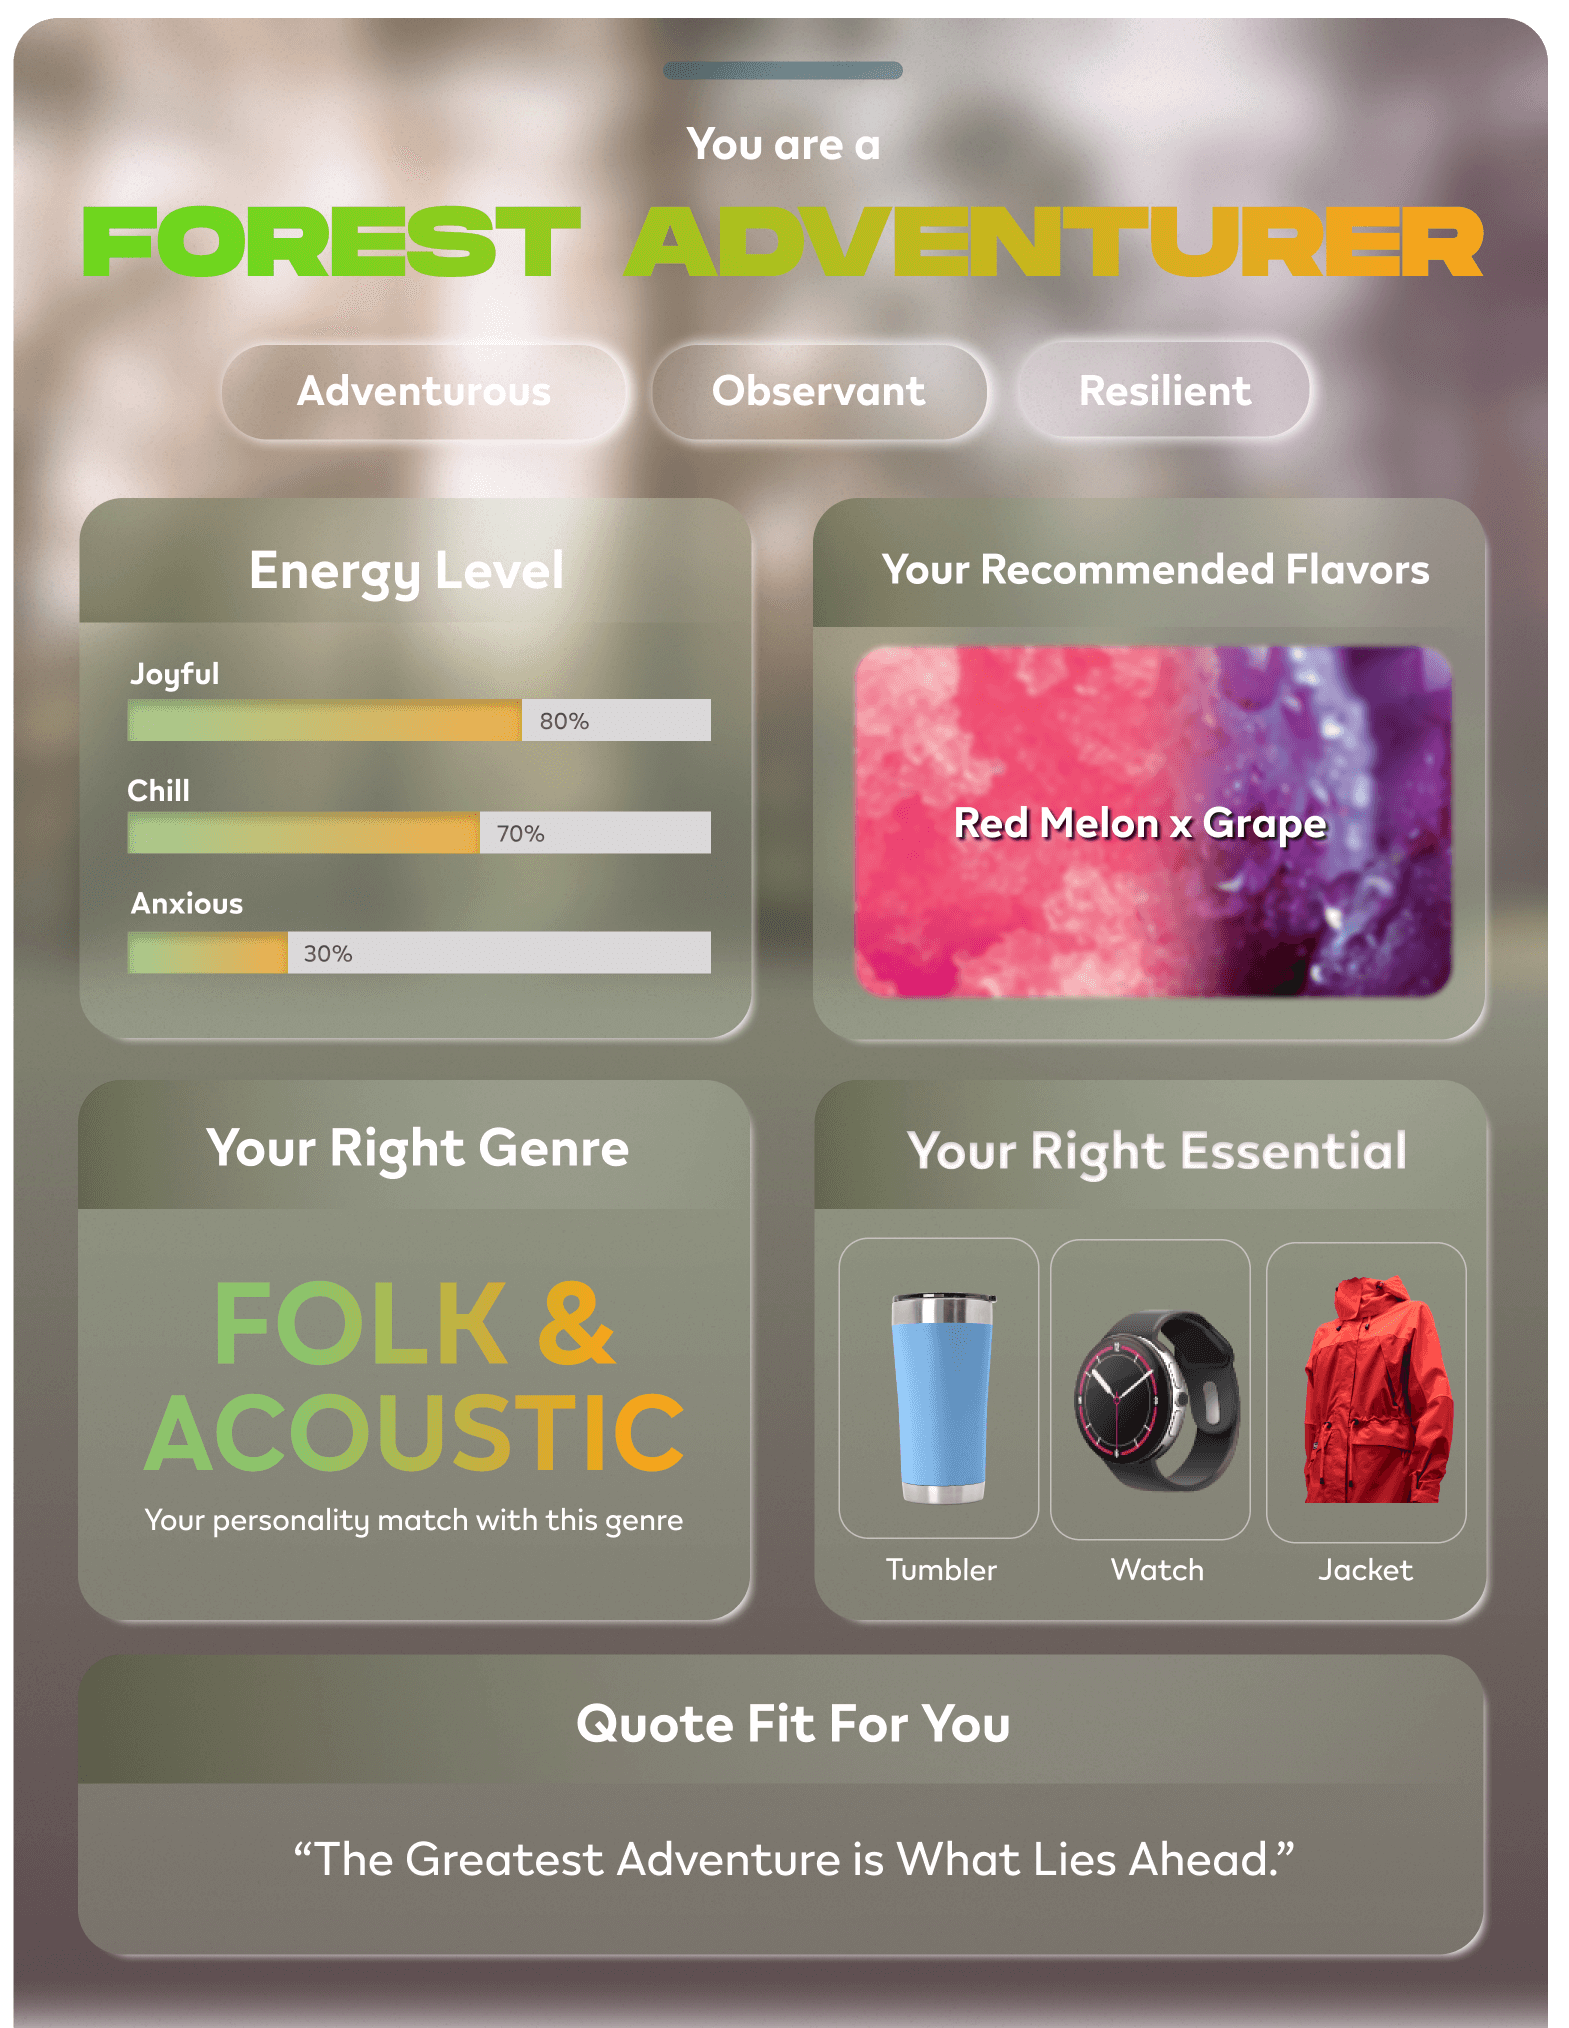 You are a
FOREST ADVENTURER
Adventurous
Observant
Resilient
Energy Level
Joyful
80%
Chill
70%
Anxious
30%
Your Recommended Flavors
Red Melon x Grape
Your Right Genre
FOLK &
ACOUSTIC
Your personality match with this genre
Your Right Essential
Tumbler
Watch
Jacket
Quote Fit For You
“The Greatest Adventure is What Lies Ahead.”